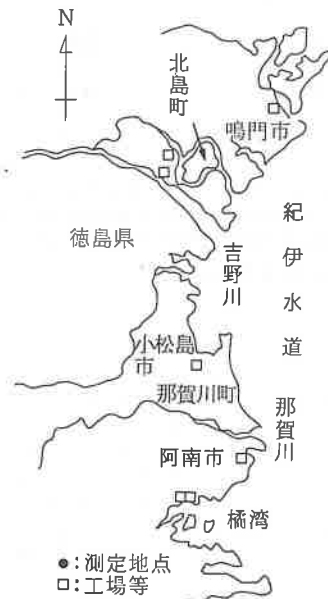 N
北島町
鳴門市
徳島県
吉野川
紀伊水道
小松島
市
那賀川町
那賀川
阿南市
橘湾
●:測定地点
□:工場等